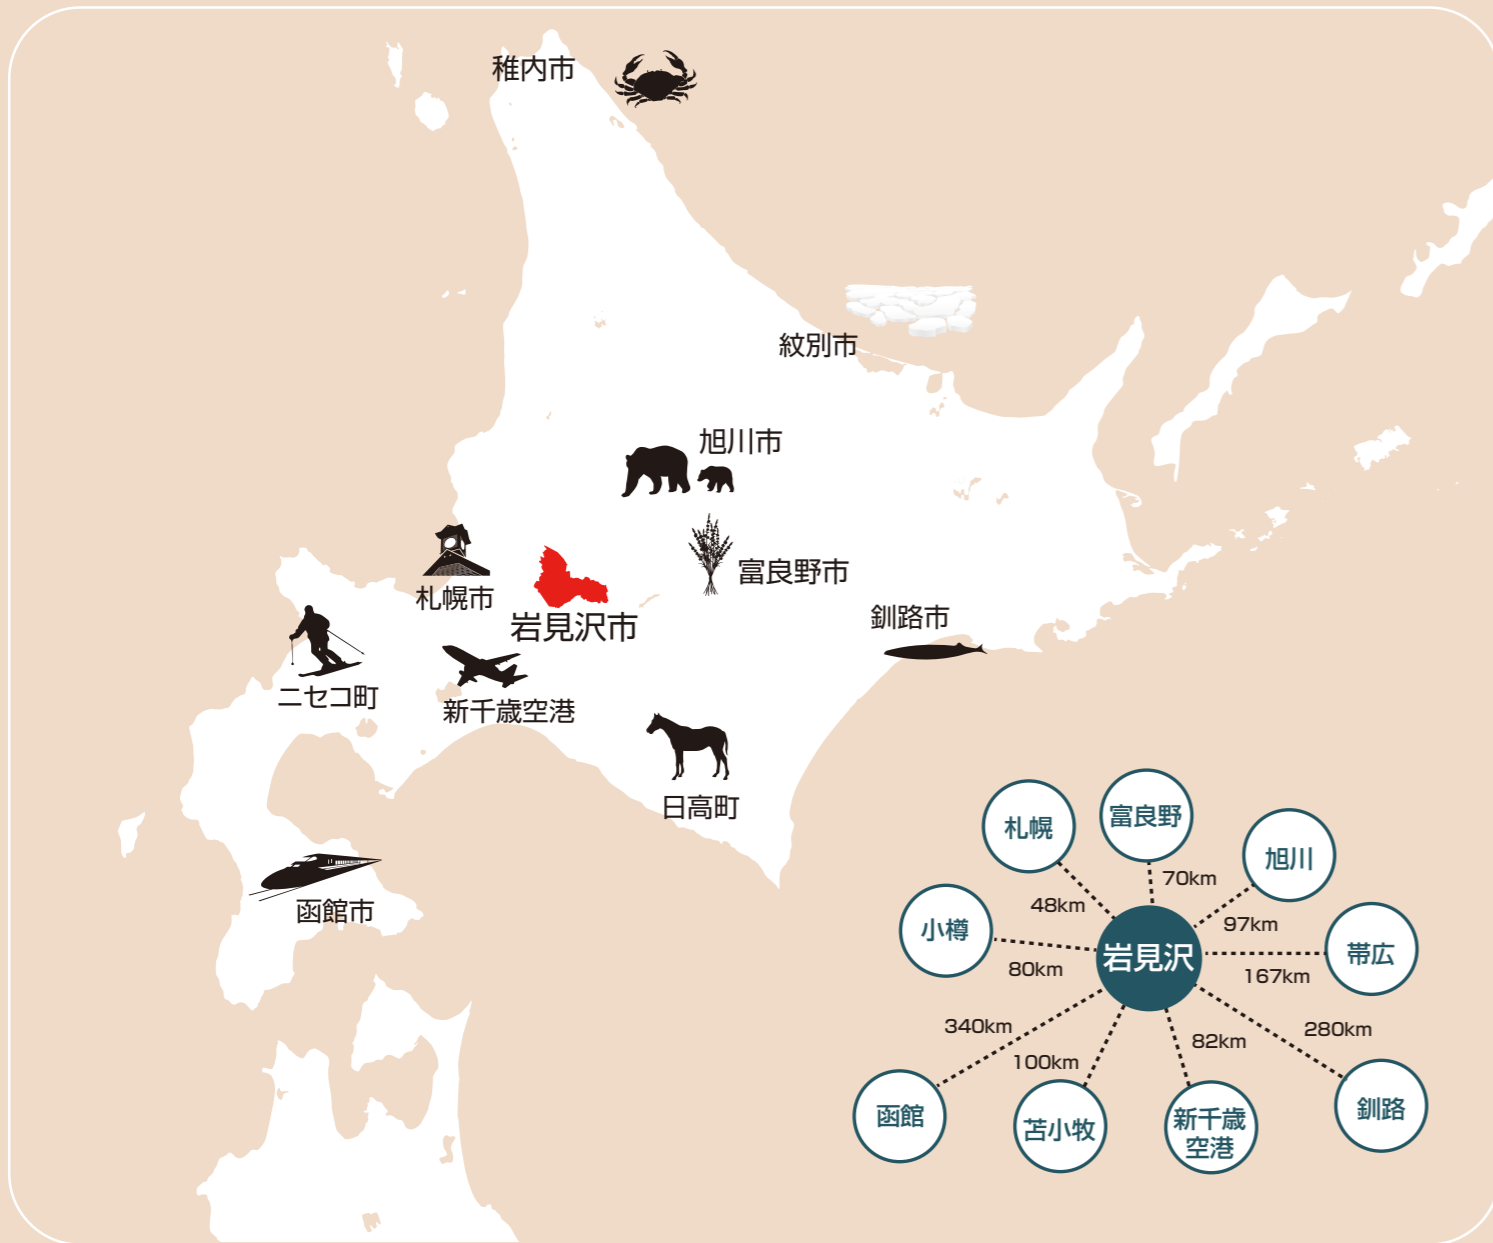 稚内市
紋別市
旭川市
富良野市
札幌市
岩見沢市
釧路市
ニセコ町
新千歳空港
日高町
函館市
札幌
富良野
旭川
70km
48km
97km
小樽
岩見沢
帯広
80km
167km
340km
280km
82km
100km
函館
苫小牧
新千歳
空港
釧路